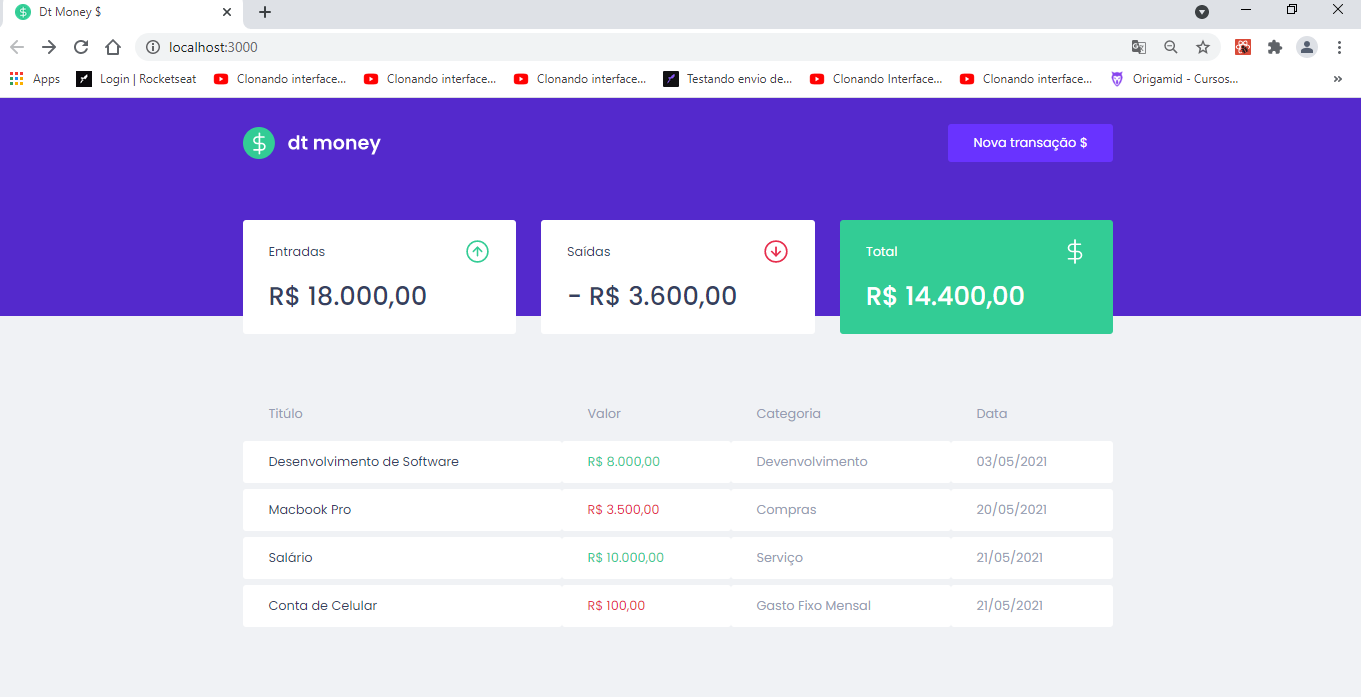 Dt Money $
localhost:3000
Apps Login | Rocketseat Clonando interface... Clonando interface... Clonando interface... Testando envio de... Clonando Interface... Clonando interface... Origamid - Cursos... »
$ dt money Nova transação $
Entradas Saídas Total $
R$ 18.000,00 - R$ 3.600,00 R$ 14.400,00
Titúlo Valor Categoria Data
Desenvolvimento de Software R$ 8.000,00 Devenvolvimento 03/05/2021
Macbook Pro R$ 3.500,00 Compras 20/05/2021
Salário R$ 10.000,00 Serviço 21/05/2021
Conta de Celular R$ 100,00 Gasto Fixo Mensal 21/05/2021